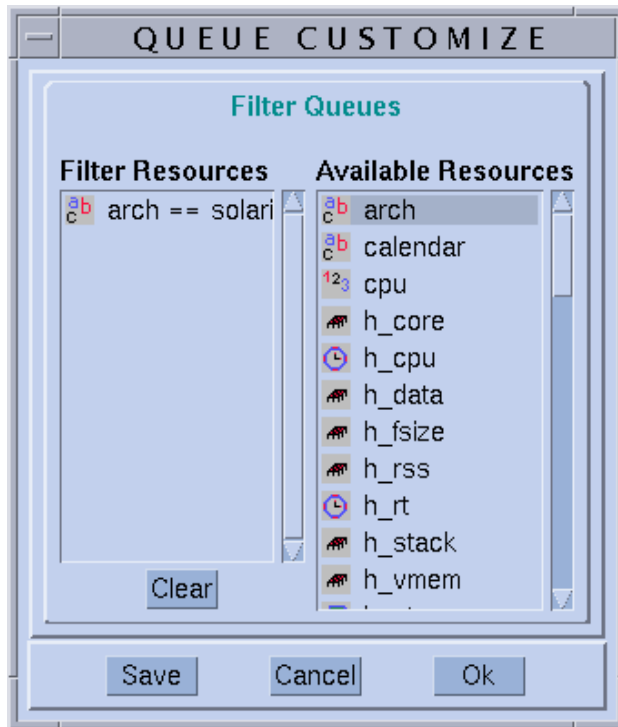 QUEUE CUSTOMIZE
Filter Queues
Filter Resources
arch == solari
Clear
Available Resources
arch
calendar
cpu
h_core
h_cpu
h_data
h_fsize
h_rss
h_rt
h_stack
h_vmem
Save
Cancel
Ok